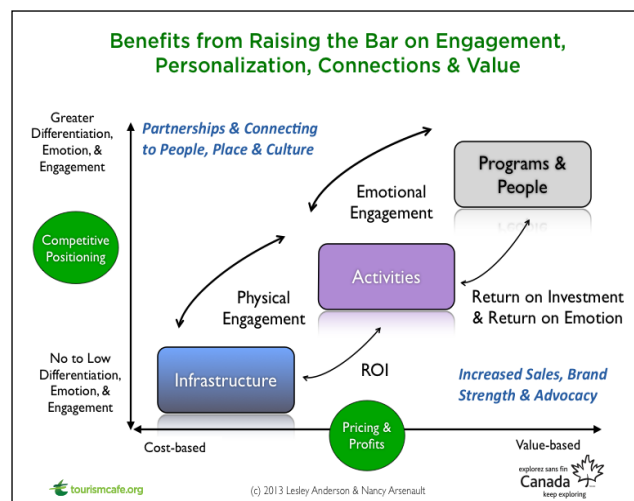 Benefits from Raising the Bar on Engagement,
Personalization, Connections & Value
Greater
Differentiation,
Emotion, &
Engagement
Partnerships & Connecting
to People, Place & Culture
Programs &
People
Emotional
Engagement
Competitive
Positioning
Activities
Physical
Engagement
Return on Investment
& Return on Emotion
No to Low
Differentiation,
Emotion, &
Engagement
Infrastructure
ROI
Increased Sales, Brand
Strength & Advocacy
Cost-based
Pricing &
Profits
Value-based
tourismcafe.org
(c) 2013 Lesley Anderson & Nancy Arsenault
explorez sans fin
Canada
keep exploring